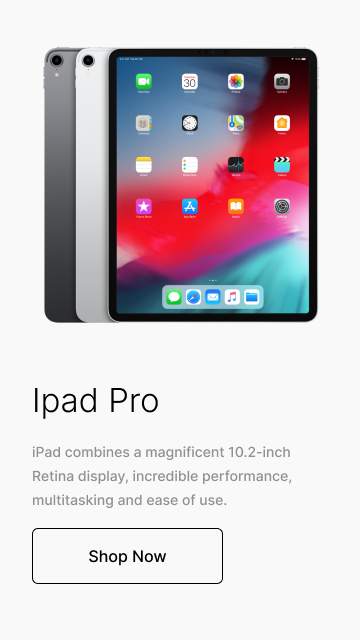 30
Ipad Pro
iPad combines a magnificent 10.2-inch
Retina display, incredible performance,
multitasking and ease of use.
Shop Now